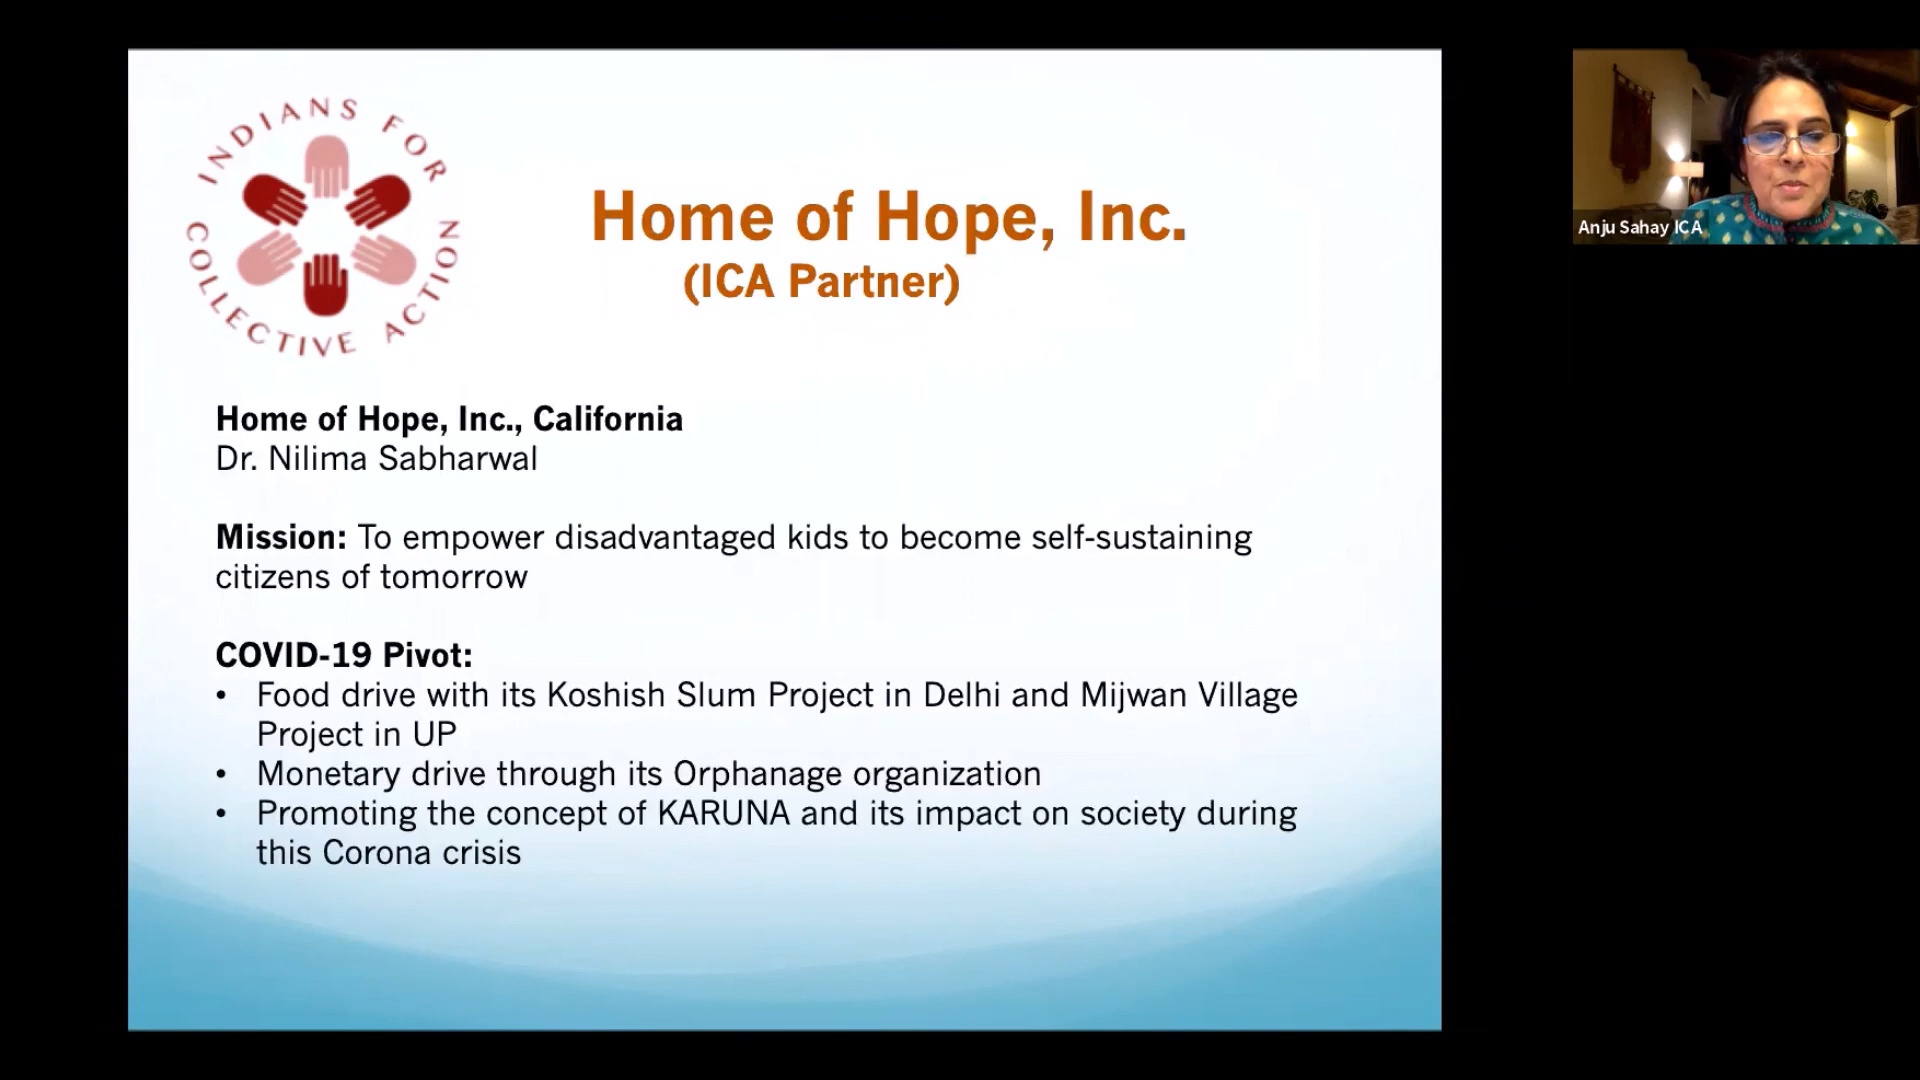 INDIANS FOR
COLLECTIVE ACTION
Home of Hope, Inc.
(ICA Partner)
Home of Hope, Inc., California
Dr. Nilima Sabharwal
Mission: To empower disadvantaged kids to become self-sustaining
citizens of tomorrow
COVID-19 Pivot:
• Food drive with its Koshish Slum Project in Delhi and Mijwan Village
Project in UP
• Monetary drive through its Orphanage organization
• Promoting the concept of KARUNA and its impact on society during
this Corona crisis
Anju Sahay ICA